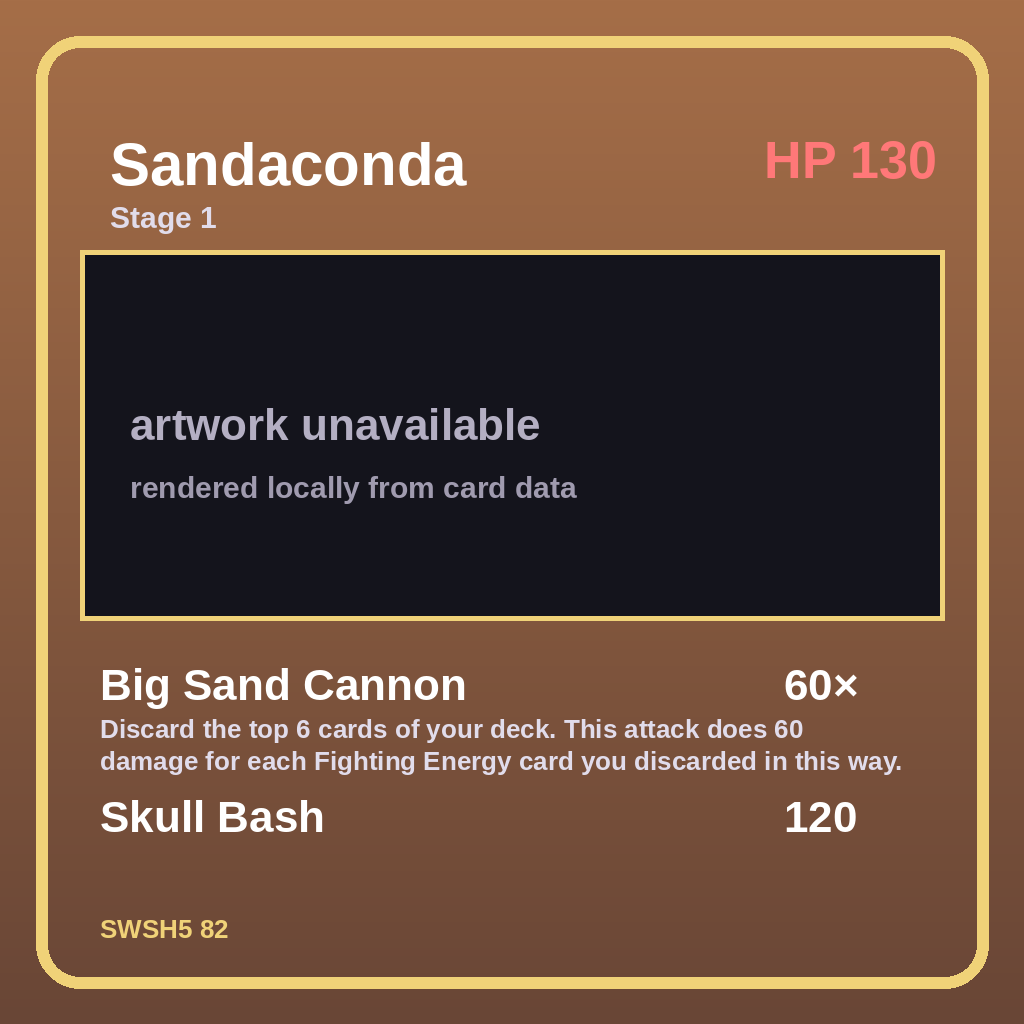 Sandaconda
HP 130
Stage 1
artwork unavailable
rendered locally from card data
Big Sand Cannon 60×
Discard the top 6 cards of your deck. This attack does 60
damage for each Fighting Energy card you discarded in this way.
Skull Bash 120
SWSH5 82